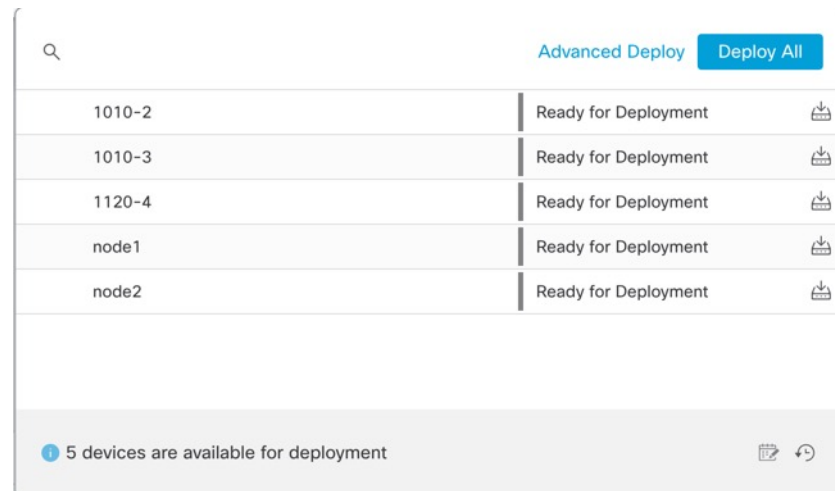 Advanced Deploy Deploy All
1010-2 Ready for Deployment
1010-3 Ready for Deployment
1120-4 Ready for Deployment
node1 Ready for Deployment
node2 Ready for Deployment
5 devices are available for deployment